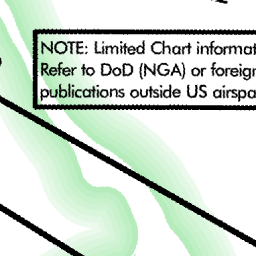 NOTE: Limited Chart informat
Refer to DoD (NGA) or foreign
publications outside US airspa